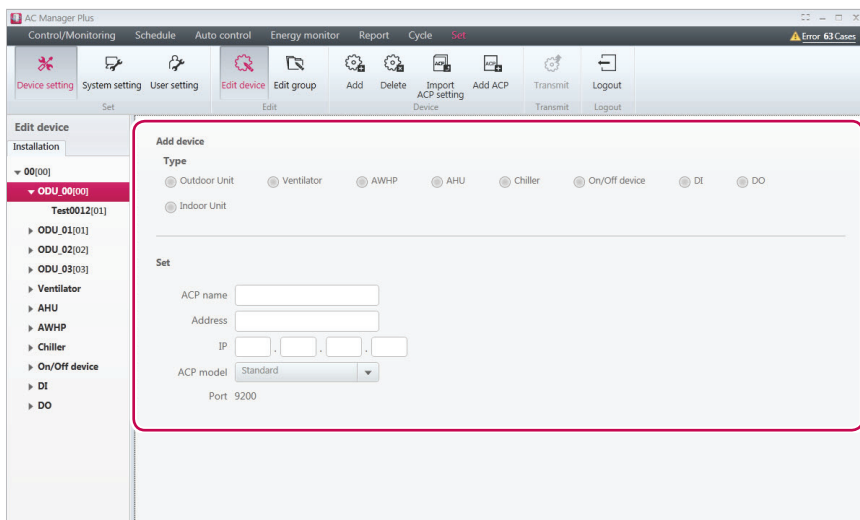 AC Manager Plus
Control/Monitoring Schedule Auto control Energy monitor Report Cycle Set Error 63 Cases
Device setting System setting User setting Edit device Edit group Add Delete Import ACP setting Add ACP Transmit Logout
Set Edit Device Transmit Logout
Edit device
Installation
00[00]
ODU_00[00]
Test0012[01]
ODU_01[01]
ODU_02[02]
ODU_03[03]
Ventilator
AHU
AWHP
Chiller
On/Off device
DI
DO
Add device
Type
Outdoor Unit Ventilator AWHP AHU Chiller On/Off device DI DO
Indoor Unit
Set
ACP name
Address
IP . . .
ACP model Standard
Port 9200